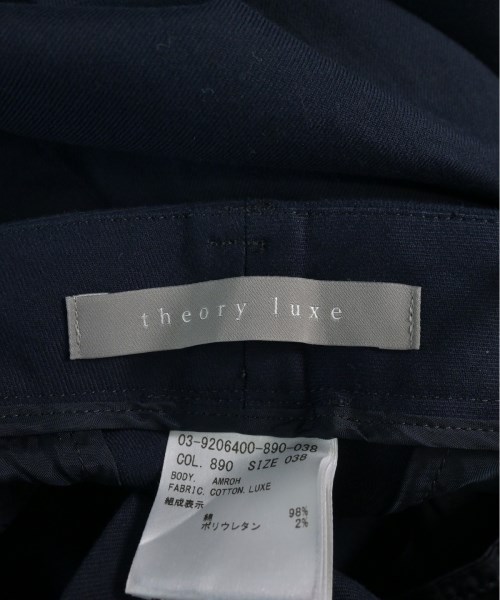 theory luxe
03-9206400-890-038
COL. 890 SIZE 038
BODY. AMROH
FABRIC. COTTON. LUXE
組成表示
綿 98%
ポリウレタン 2%